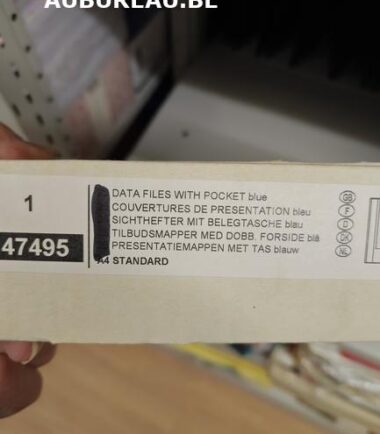 AUBUREAU.BE
1
47495
DATA FILES WITH POCKET blue
COUVERTURES DE PRESENTATION bleu
SICHTHEFTER MIT BELEGTASCHE blau
TILBUDSMAPPER MED DOBB. FORSIDE blå
PRESENTATIEMAPPEN MET TAS blauw
A4 STANDARD
GB
F
D
DK
NL